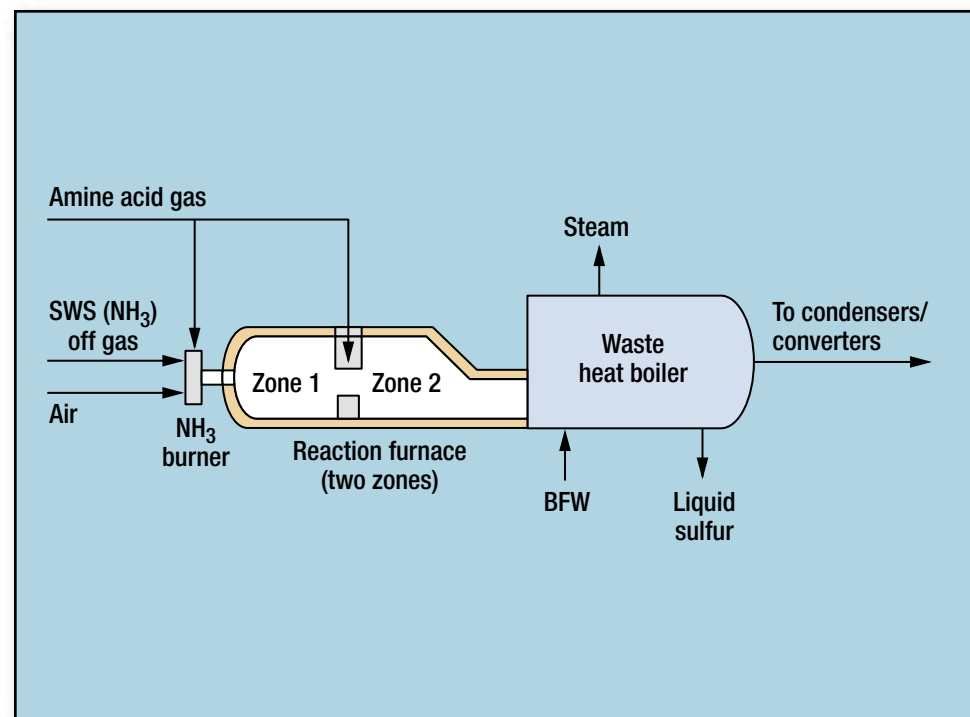 Amine acid gas
SWS (NH3)
off gas
Air
NH3
burner
Zone 1
Zone 2
Reaction furnace
(two zones)
Steam
Waste
heat boiler
BFW
Liquid
sulfur
To condensers/
converters